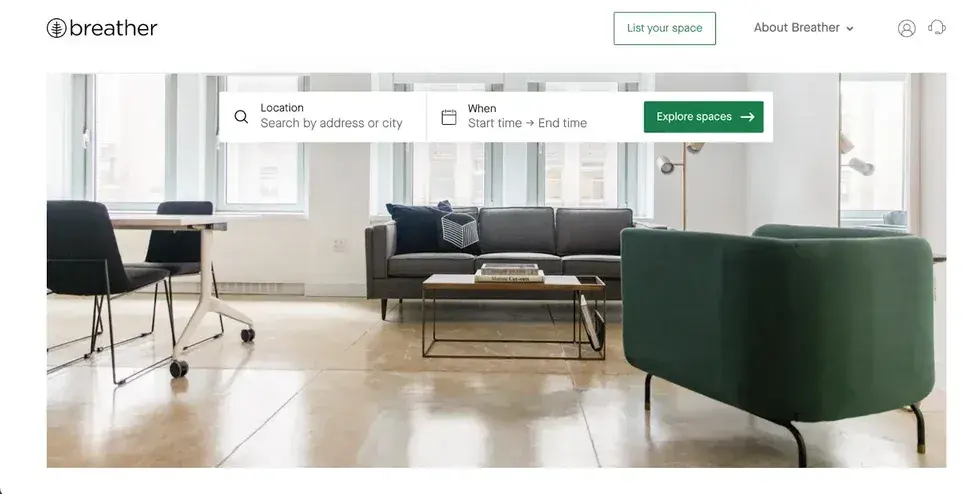 breather
List your space
About Breather
Location
Search by address or city
When
Start time → End time
Explore spaces →